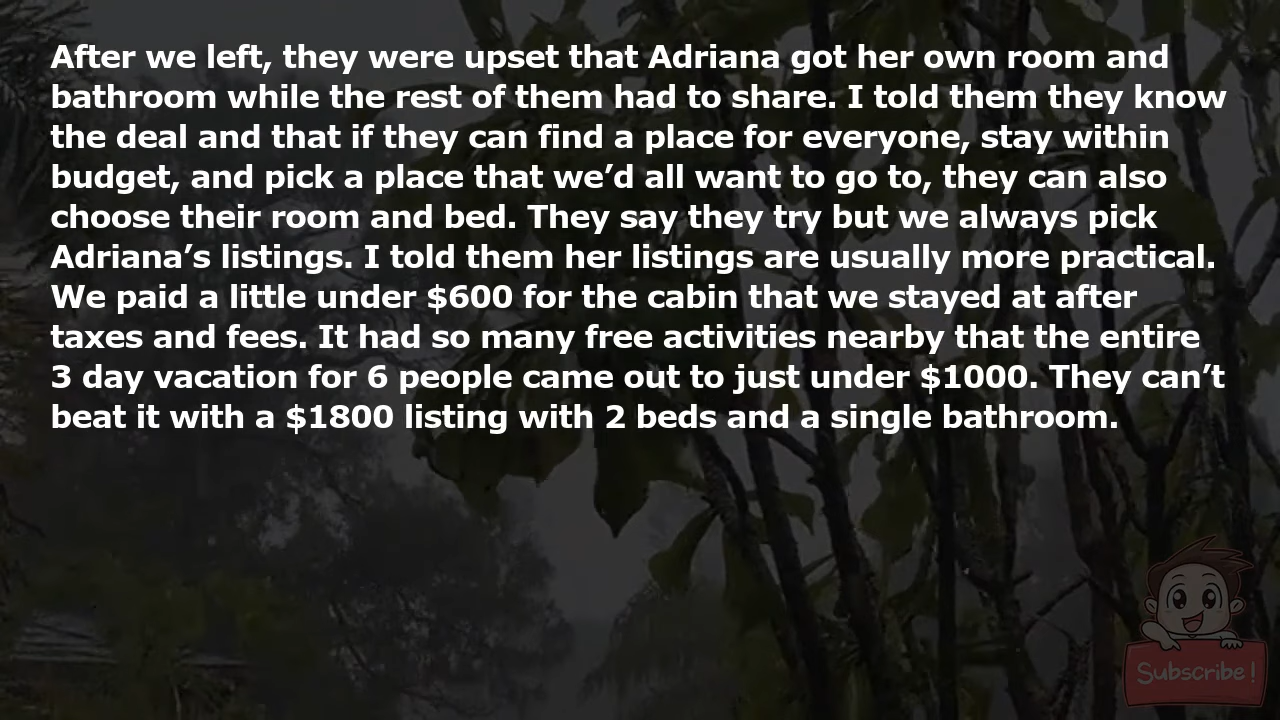 After we left, they were upset that Adriana got her own room and
bathroom while the rest of them had to share. I told them they know
the deal and that if they can find a place for everyone, stay within
budget, and pick a place that we’d all want to go to, they can also
choose their room and bed. They say they try but we always pick
Adriana’s listings. I told them her listings are usually more practical.
We paid a little under $600 for the cabin that we stayed at after
taxes and fees. It had so many free activities nearby that the entire
3 day vacation for 6 people came out to just under $1000. They can’t
beat it with a $1800 listing with 2 beds and a single bathroom.
Subscribe!